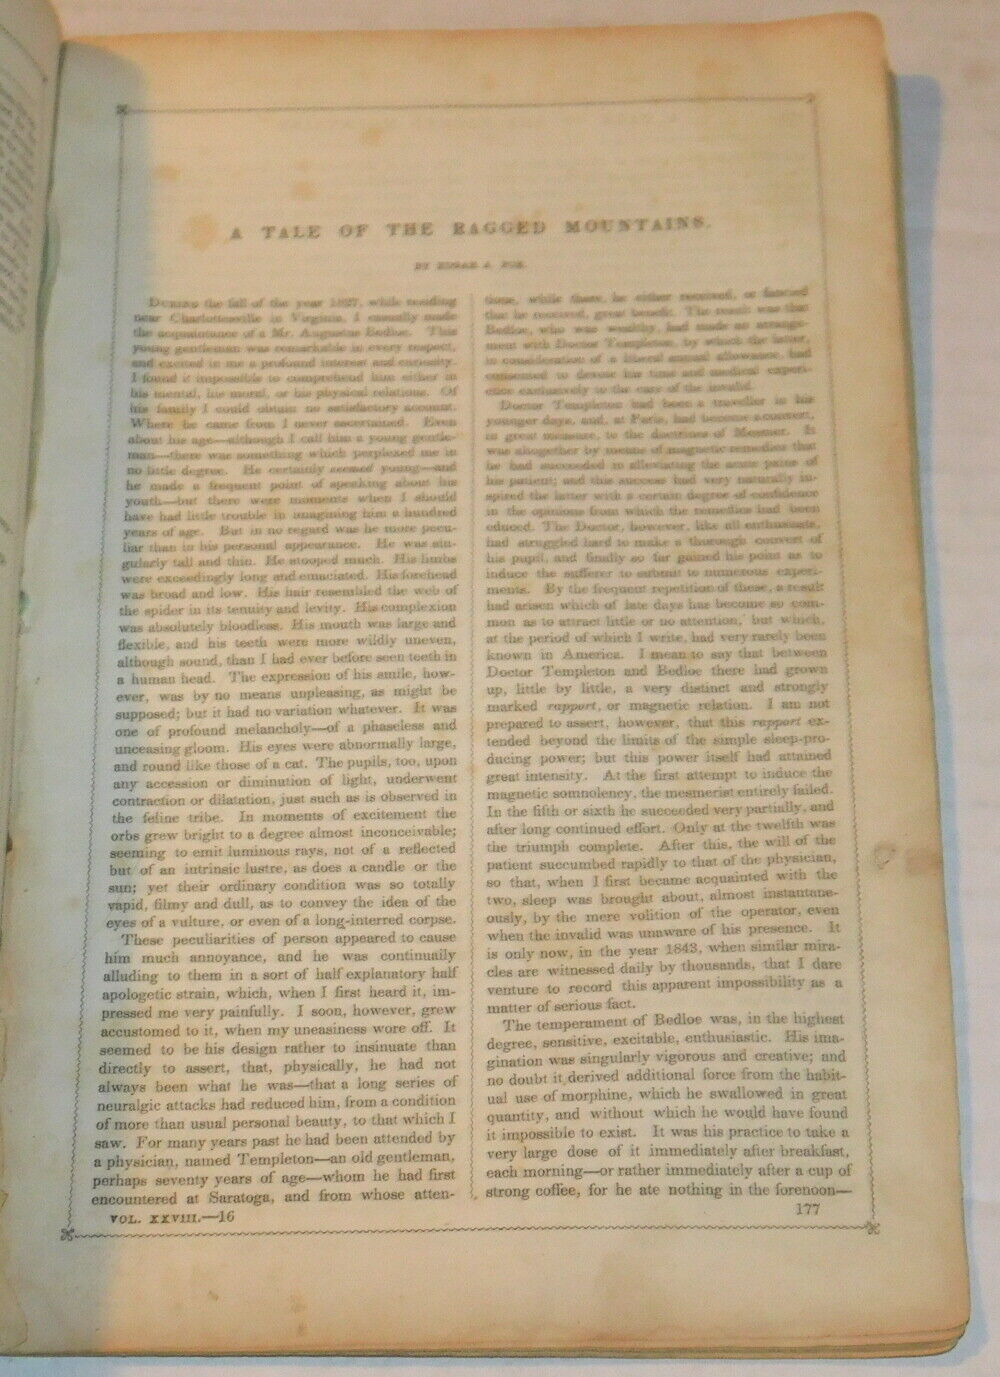 A TALE OF THE RAGGED MOUNTAINS.
BY EDGAR A. POE.
DURING the fall of the year 1827, while residing
near Charlottesville in Virginia, I casually made
the acquaintance of a Mr. Augustus Bedloe. This
young gentleman was remarkable in every respect,
and excited in me a profound interest and curiosity.
I found it impossible to comprehend him either in
his mental, his moral, or his physical relations. Of
his family I could obtain no satisfactory account.
Where he came from I never ascertained. Even
about his age—although I call him a young gentle-
man—there was something which perplexed me in
no little degree. He certainly seemed young—and
he made a frequent point of speaking about his
youth—but there were moments when I should
have had little trouble in imagining him a hundred
years of age. But in no regard was he more pecu-
liar than in his personal appearance. He was sin-
gularly tall and thin. He stooped much. His limbs
were exceedingly long and emaciated. His forehead
was broad and low. His hair resembled the web of
the spider in its tenuity and levity. His complexion
was absolutely bloodless. His mouth was large and
flexible, and his teeth were more wildly uneven,
although sound, than I had ever before seen teeth in
a human head. The expression of his smile, how-
ever, was by no means unpleasing, as might be
supposed; but it had no variation whatever. It was
one of profound melancholy—of a phaseless and
unceasing gloom. His eyes were abnormally large,
and round like those of a cat. The pupils, too, upon
any accession or diminution of light, underwent
contraction or dilatation, just such as is observed in
the feline tribe. In moments of excitement the
orbs grew bright to a degree almost inconceivable;
seeming to emit luminous rays, not of a reflected
but of an intrinsic lustre, as does a candle or the
sun; yet their ordinary condition was so totally
vapid, filmy and dull, as to convey the idea of the
eyes of a vulture, or even of a long-interred corpse.
These peculiarities of person appeared to cause
him much annoyance, and he was continually
alluding to them in a sort of half explanatory half
apologetic strain, which, when I first heard it, im-
pressed me very painfully. I soon, however, grew
accustomed to it, when my uneasiness wore off. It
seemed to be his design rather to insinuate than
directly to assert, that, physically, he had not
always been what he was—that a long series of
neuralgic attacks had reduced him, from a condition
of more than usual personal beauty, to that which I
saw. For many years past he had been attended by
a physician, named Templeton—an old gentleman,
perhaps seventy years of age—whom he had first
encountered at Saratoga, and from whose atten-
tions, while there, he either received, or fancied
that he received, great benefit. The result was that
Bedloe, who was wealthy, had made an arrange-
ment with Doctor Templeton, by which the latter,
in consideration of a liberal annual allowance, had
consented to devote his time and medical experi-
ence exclusively to the care of the invalid.
Doctor Templeton had been a traveller in his
younger days, and, at Paris, had become a convert,
in great measure, to the doctrines of Mesmer. It
was altogether by means of magnetic remedies that
he had succeeded in alleviating the acute pains of
his patient; and this success had very naturally in-
spired the latter with a certain degree of confidence
in the opinions from which the remedies had been
educed. The Doctor, however, like all enthusiasts,
had struggled hard to make a thorough convert of
his pupil, and finally so far gained his point as to
induce the sufferer to submit to numerous experi-
ments. By the frequent repetition of these, a result
had arisen which of late days has become so com-
mon as to attract little or no attention, but which,
at the period of which I write, had very rarely been
known in America. I mean to say that between
Doctor Templeton and Bedloe there had grown
up, little by little, a very distinct and strongly
marked rapport, or magnetic relation. I am not
prepared to assert, however, that this rapport ex-
tended beyond the limits of the simple sleep-pro-
ducing power; but this power itself had attained
great intensity. At the first attempt to induce the
magnetic somnolency, the mesmerist entirely failed.
In the fifth or sixth he succeeded very partially, and
after long continued effort. Only at the twelfth was
the triumph complete. After this, the will of the
patient succumbed rapidly to that of the physician,
so that, when I first became acquainted with the
two, sleep was brought about, almost instantane-
ously, by the mere volition of the operator, even
when the invalid was unaware of his presence. It
is only now, in the year 1843, when similar mira-
cles are witnessed daily by thousands, that I dare
venture to record this apparent impossibility as a
matter of serious fact.
The temperament of Bedloe was, in the highest
degree, sensitive, excitable, enthusiastic. His ima-
gination was singularly vigorous and creative; and
no doubt it derived additional force from the habit-
ual use of morphine, which he swallowed in great
quantity, and without which he would have found
it impossible to exist. It was his practice to take a
very large dose of it immediately after breakfast,
each morning—or rather immediately after a cup of
strong coffee, for he ate nothing in the forenoon—
VOL. XXVIII.—16
177